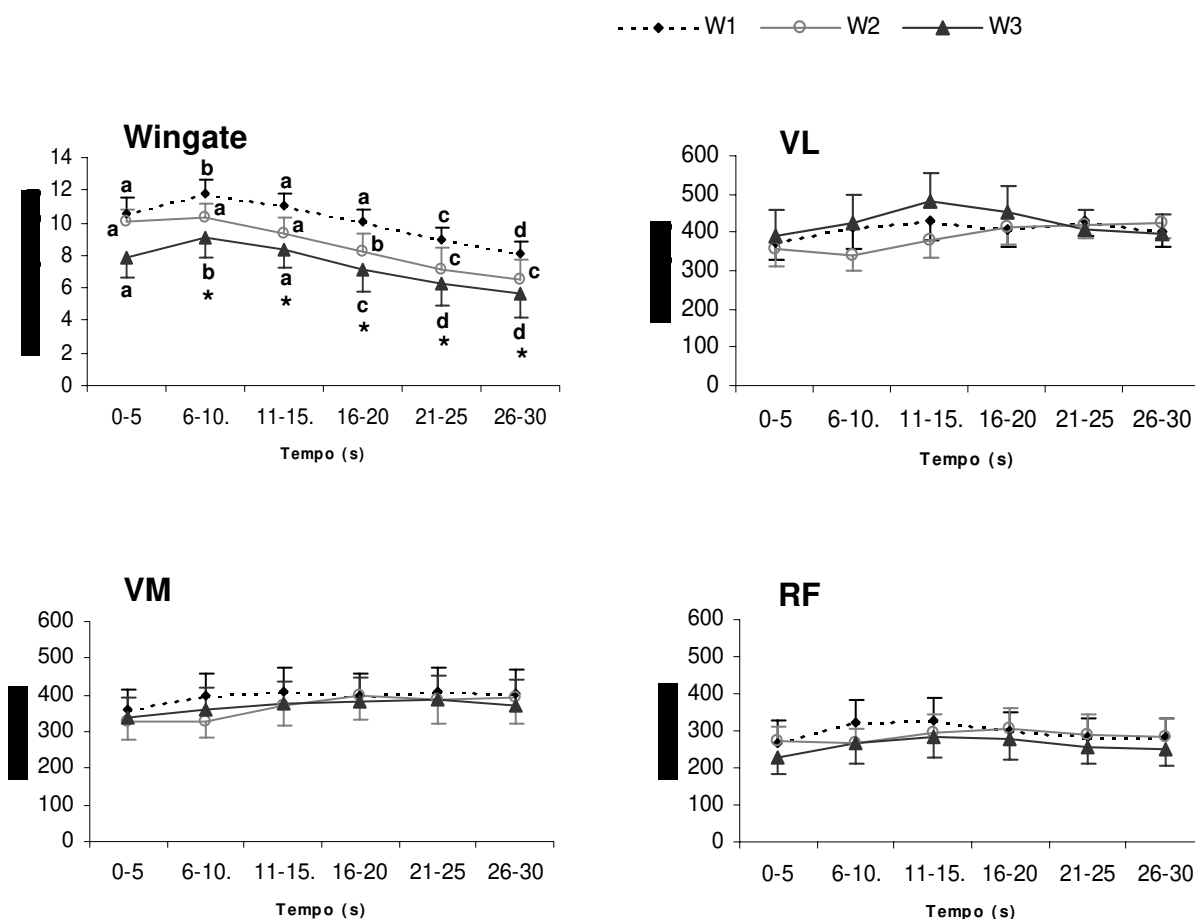 W1 W2 W3
Wingate
14
12
10
8
6
4
2
0
a b a a c d
a a a b c c
a b a c d d
* * * * *
0-5 6-10. 11-15. 16-20 21-25 26-30
Tempo (s)
VL
600
500
400
300
200
100
0
0-5 6-10. 11-15. 16-20 21-25 26-30
Tempo (s)
VM
600
500
400
300
200
100
0
0-5 6-10. 11-15. 16-20 21-25 26-30
Tempo (s)
RF
600
500
400
300
200
100
0
0-5 6-10. 11-15. 16-20 21-25 26-30
Tempo (s)